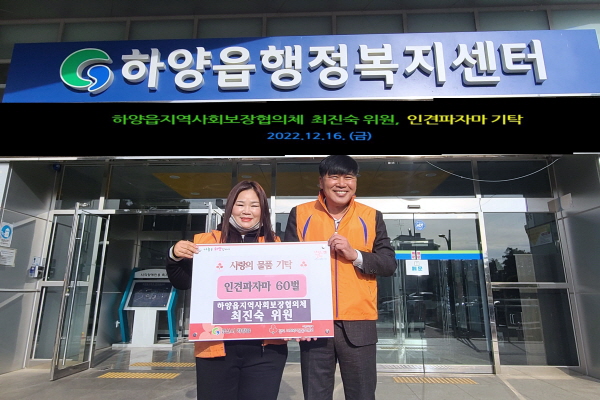 하양읍행정복지센터
하양읍지역사회보장협의체 최진숙 위원, 인견파자마 기탁
2022.12.16. (금)
사랑의 물품 기탁
인견파자마 60벌
하양읍지역사회보장협의체
최진숙 위원